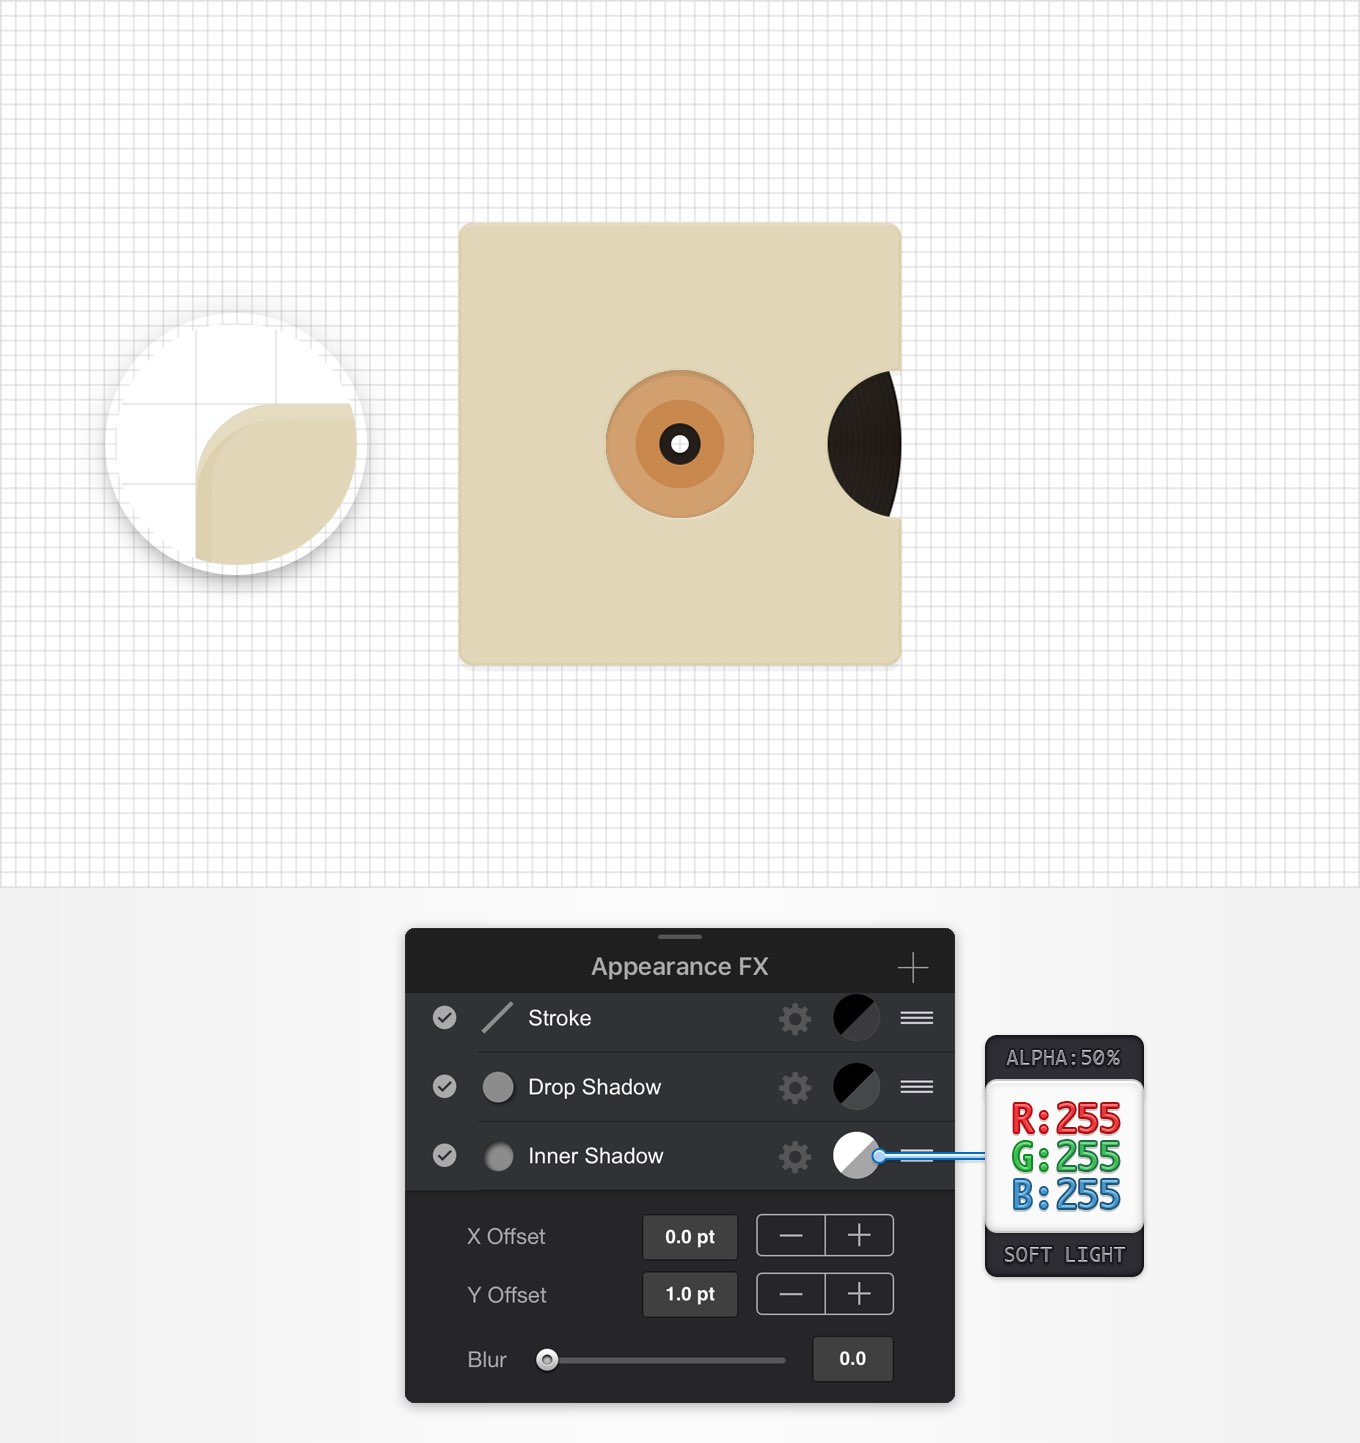 Appearance FX
Stroke
Drop Shadow
Inner Shadow
X Offset 0.0 pt
Y Offset 1.0 pt
Blur 0.0
ALPHA:50%
R:255
G:255
B:255
SOFT LIGHT